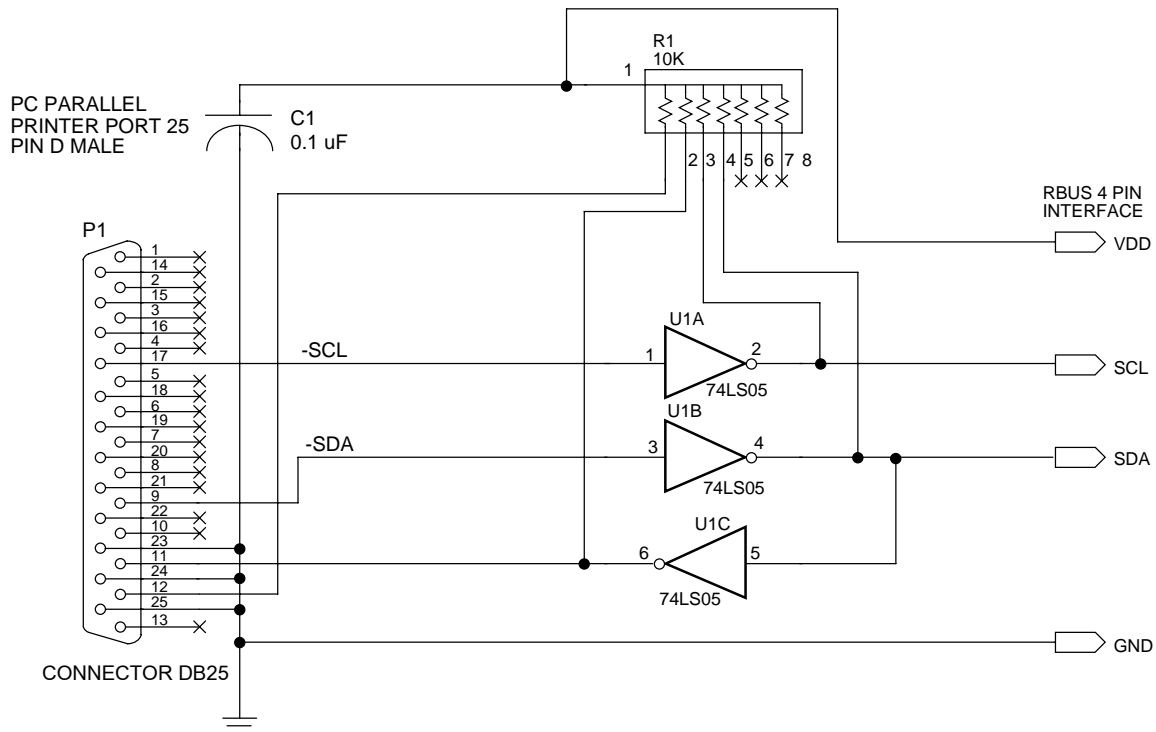 R1
10K
1
PC PARALLEL
PRINTER PORT 25
PIN D MALE
C1
0.1 uF
2 3 4 5 6 7 8
RBUS 4 PIN
INTERFACE
VDD
P1
1
14
2
15
3
16
4
17
5
18
6
19
7
20
8
21
9
22
10
23
11
24
12
25
13
CONNECTOR DB25
-SCL
1
U1A
2
74LS05
SCL
-SDA
3
U1B
4
74LS05
SDA
U1C
6
5
74LS05
GND